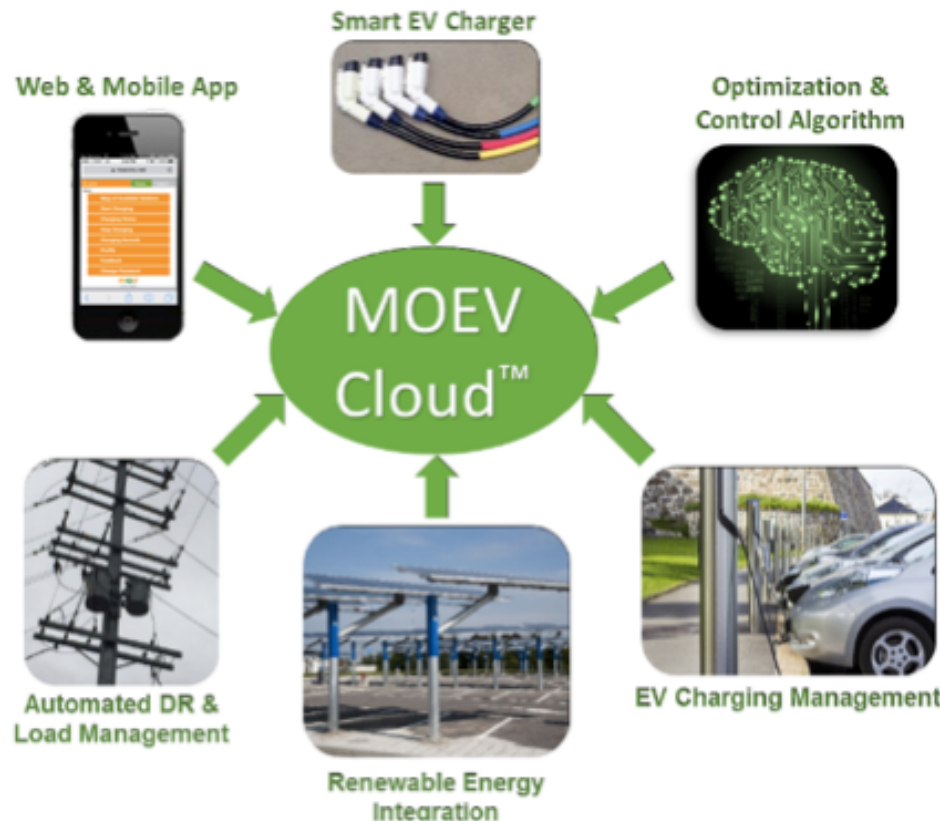 Smart EV Charger
Web & Mobile App
Optimization &
Control Algorithm
MOEV
Cloud™
Automated DR &
Load Management
Renewable Energy
Integration
EV Charging Management